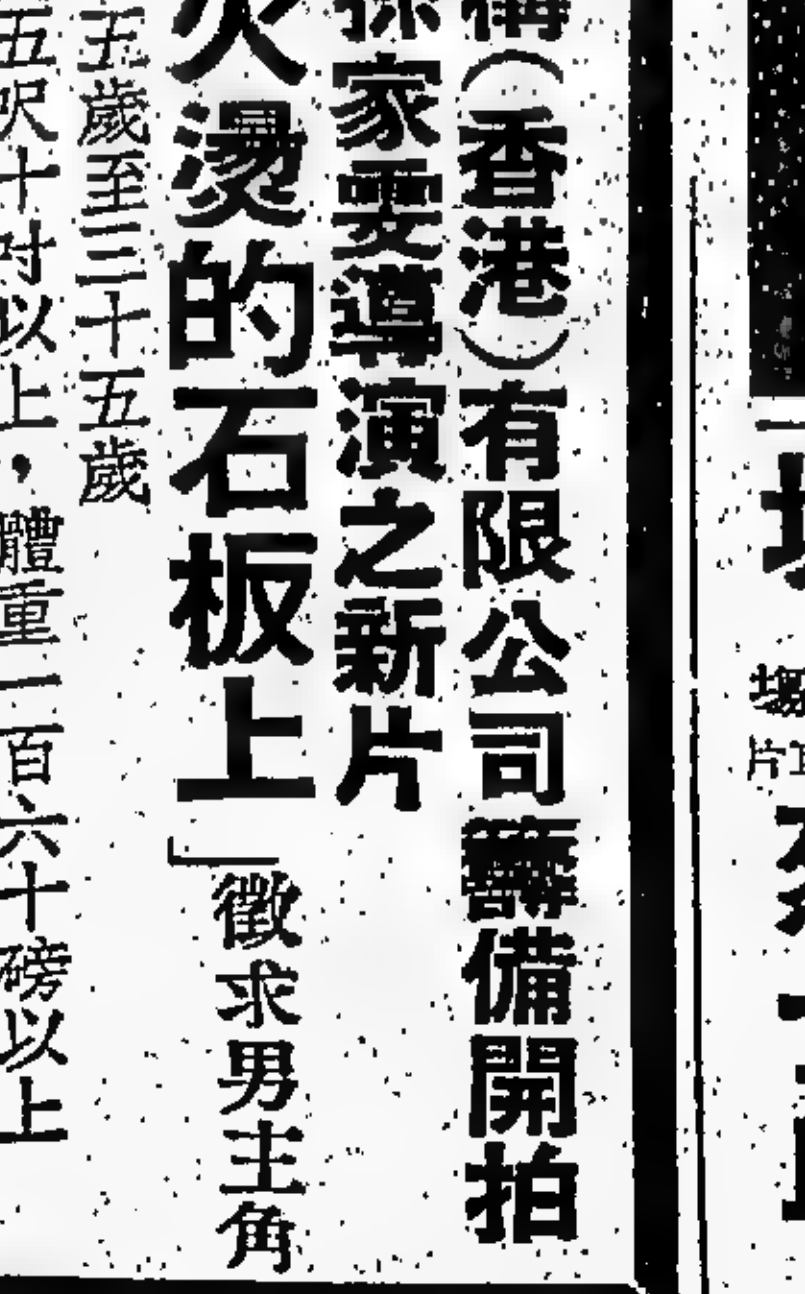 （香港）有限公司籌備開拍
孫家雯導演之新片
火燙的石板上」徵求男主角
五歲至三十五歲
五呎十吋以上，體重一百六十磅以上